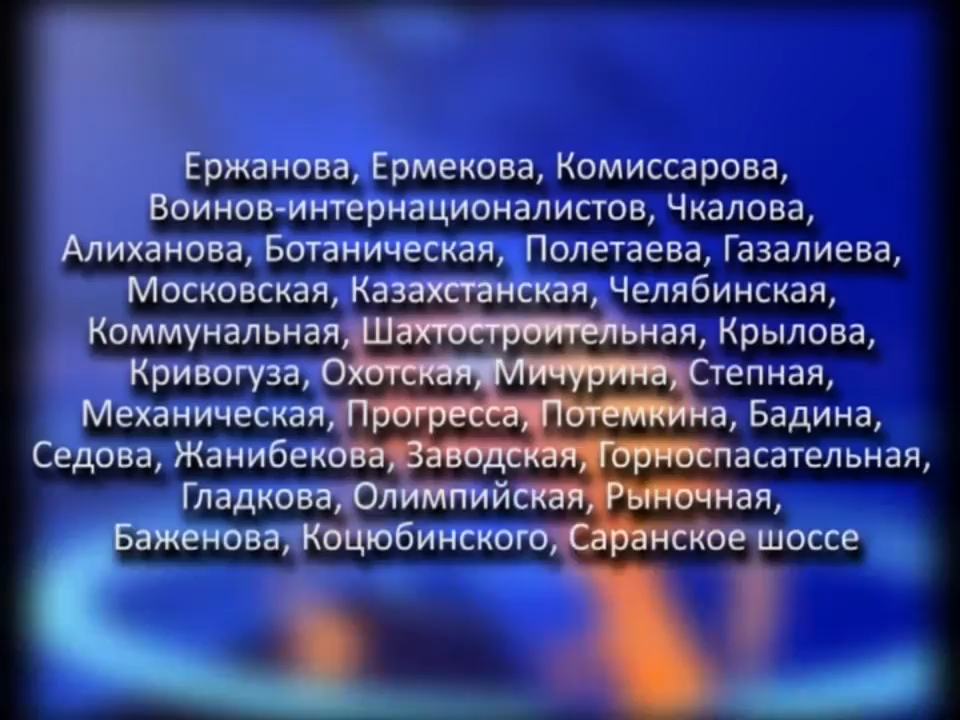 Ержанова, Ермекова, Комиссарова,
Воинов-интернационалистов, Чкалова,
Алиханова, Ботаническая, Полетаева, Газалиева,
Московская, Казахстанская, Челябинская,
Коммунальная, Шахтостроительная, Крылова,
Кривогуза, Охотская, Мичурина, Степная,
Механическая, Прогресса, Потемкина, Бадина,
Седова, Жанибекова, Заводская, Горноспасательная,
Гладкова, Олимпийская, Рыночная,
Баженова, Коцюбинского, Саранское шоссе